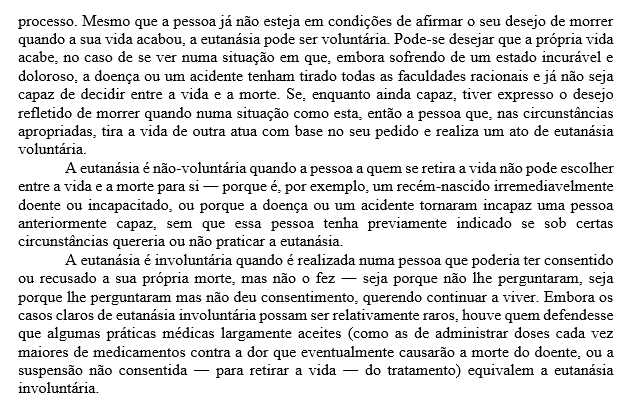 processo. Mesmo que a pessoa já não esteja em condições de afirmar o seu desejo de morrer
quando a sua vida acabou, a eutanásia pode ser voluntária. Pode-se desejar que a própria vida
acabe, no caso de se ver numa situação em que, embora sofrendo de um estado incurável e
doloroso, a doença ou um acidente tenham tirado todas as faculdades racionais e já não seja
capaz de decidir entre a vida e a morte. Se, enquanto ainda capaz, tiver expresso o desejo
refletido de morrer quando numa situação como esta, então a pessoa que, nas circunstâncias
apropriadas, tira a vida de outra atua com base no seu pedido e realiza um ato de eutanásia
voluntária.
A eutanásia é não-voluntária quando a pessoa a quem se retira a vida não pode escolher
entre a vida e a morte para si — porque é, por exemplo, um recém-nascido irremediavelmente
doente ou incapacitado, ou porque a doença ou um acidente tornaram incapaz uma pessoa
anteriormente capaz, sem que essa pessoa tenha previamente indicado se sob certas
circunstâncias quereria ou não praticar a eutanásia.
A eutanásia é involuntária quando é realizada numa pessoa que poderia ter consentido
ou recusado a sua própria morte, mas não o fez — seja porque não lhe perguntaram, seja
porque lhe perguntaram mas não deu consentimento, querendo continuar a viver. Embora os
casos claros de eutanásia involuntária possam ser relativamente raros, houve quem defendesse
que algumas práticas médicas largamente aceites (como as de administrar doses cada vez
maiores de medicamentos contra a dor que eventualmente causarão a morte do doente, ou a
suspensão não consentida — para retirar a vida — do tratamento) equivalem a eutanásia
involuntária.